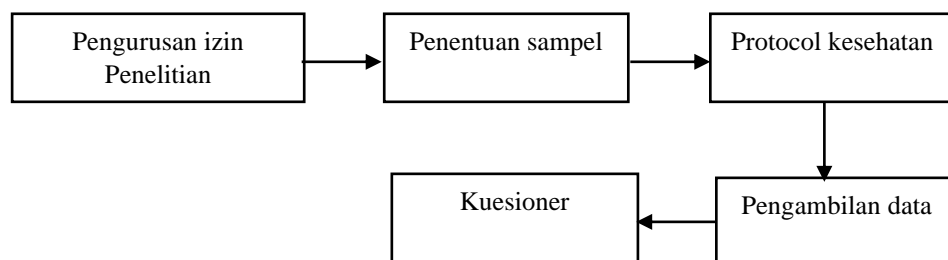 Pengurusan izin
Penelitian
Penentuan sampel
Protocol kesehatan
Pengambilan data
Kuesioner